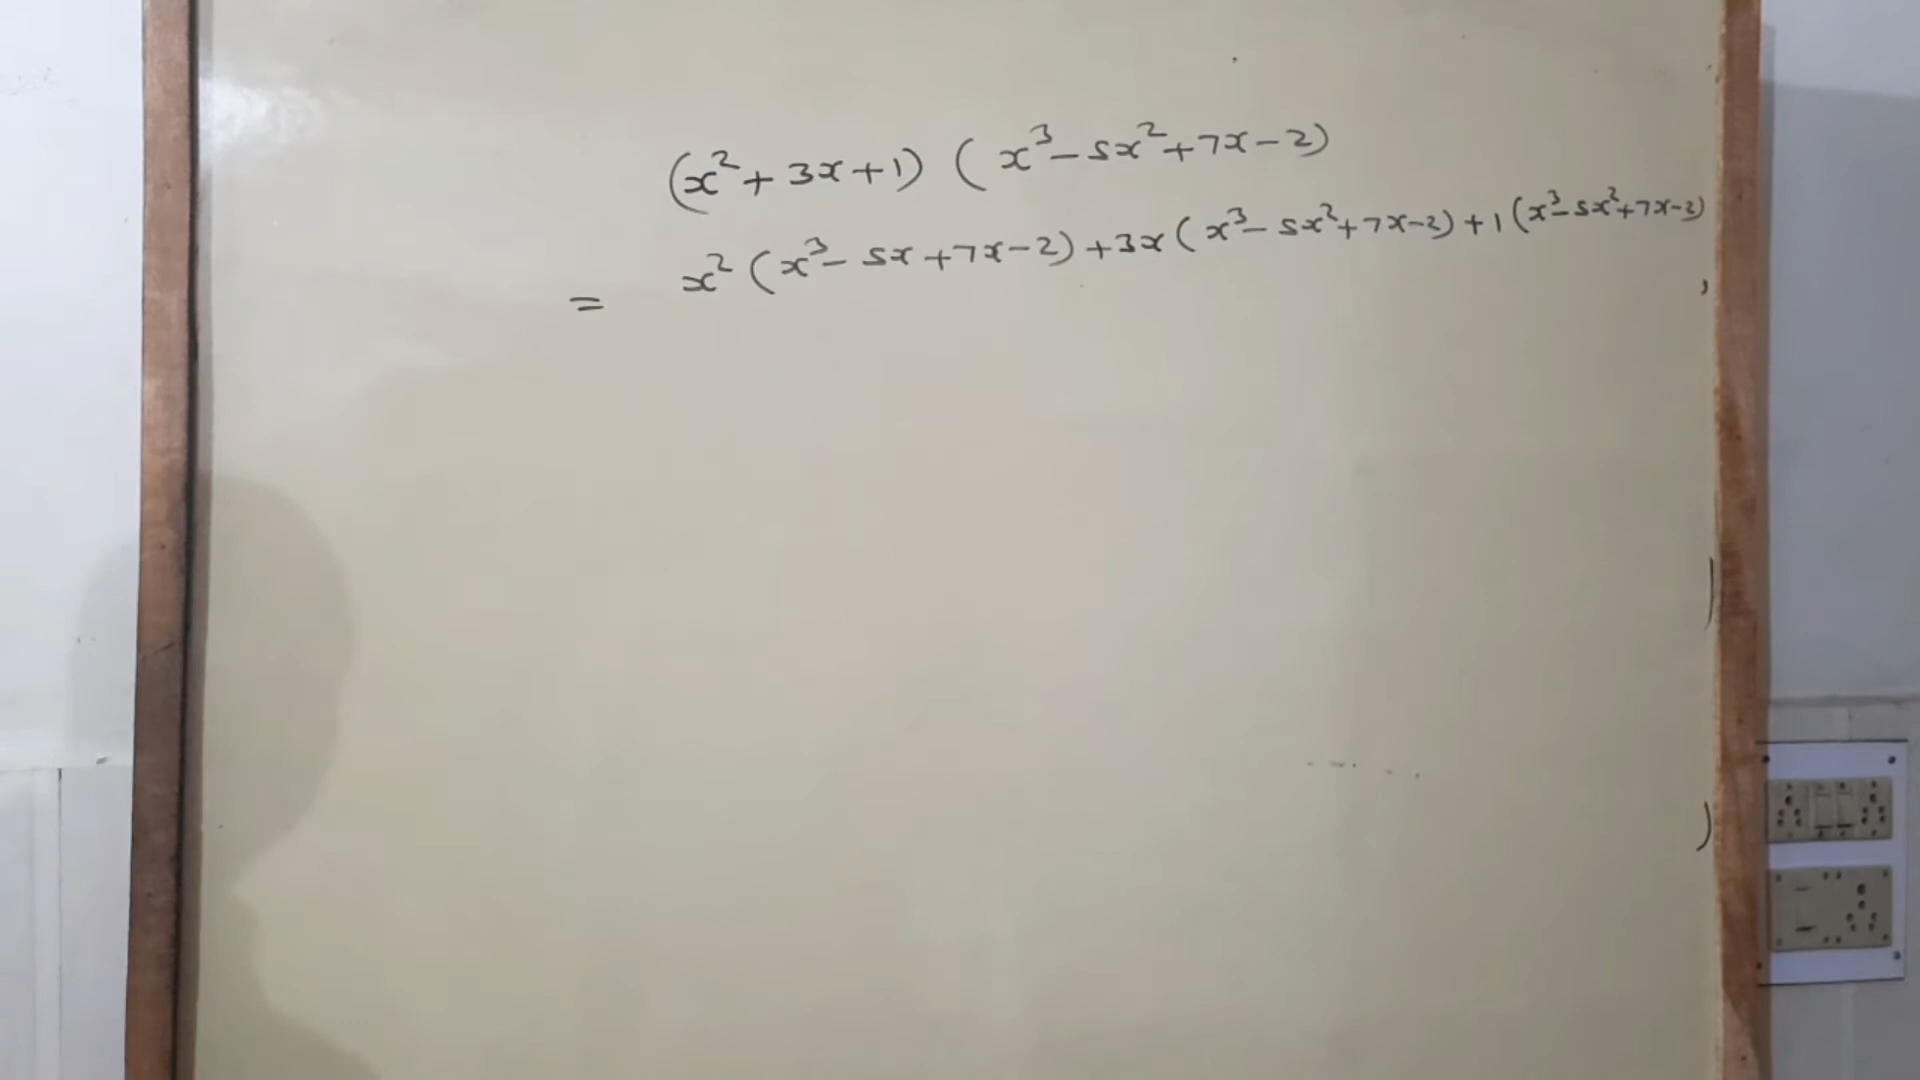 (x²+3x+1) (x³-5x²+7x-2)
= x² (x³-5x+7x-2)+3x(x³-5x²+7x-2)+1(x³-5x²+7x-2)